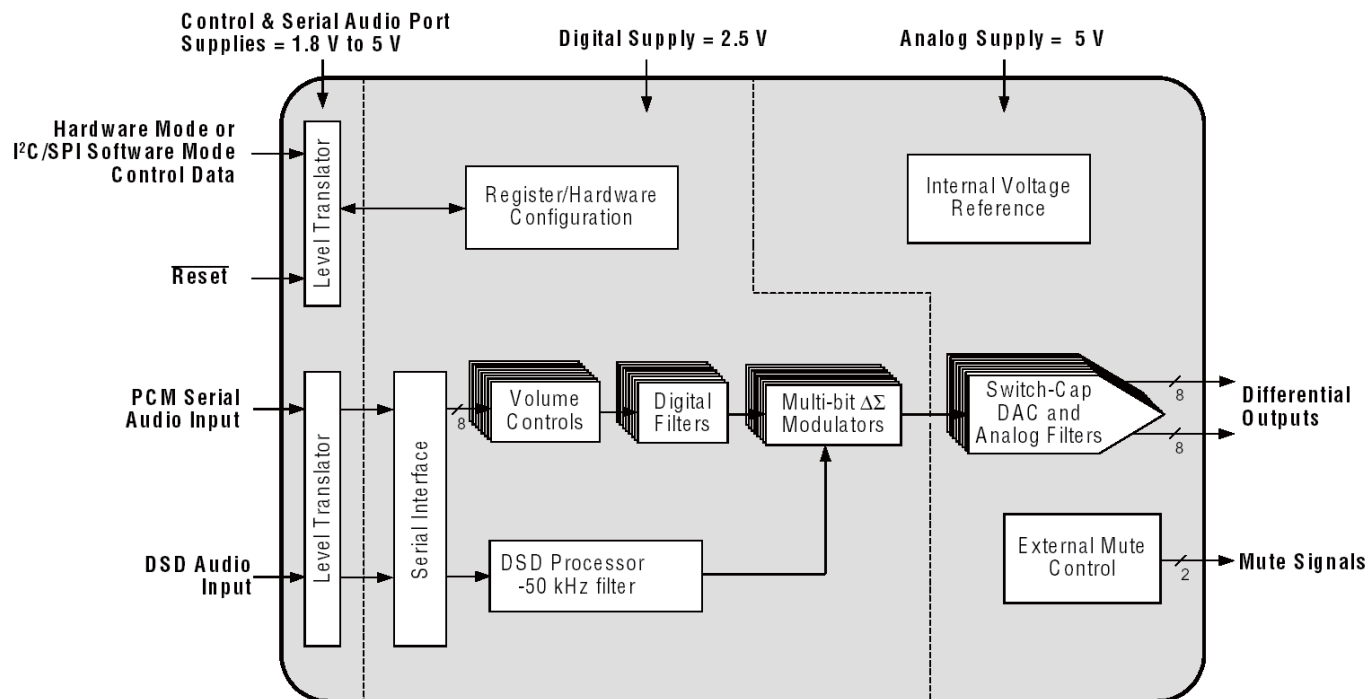 Control & Serial Audio Port
Supplies = 1.8 V to 5 V
Digital Supply = 2.5 V
Analog Supply = 5 V
Hardware Mode or
I²C/SPI Software Mode
Control Data
Level Translator
Register/Hardware
Configuration
Internal Voltage
Reference
Reset
PCM Serial
Audio Input
Level Translator
Serial Interface
8
Volume
Controls
Digital
Filters
Multi-bit ΔΣ
Modulators
Switch-Cap
DAC and
Analog Filters
8
8
Differential
Outputs
DSD Audio
Input
DSD Processor
-50 kHz filter
External Mute
Control
2
Mute Signals